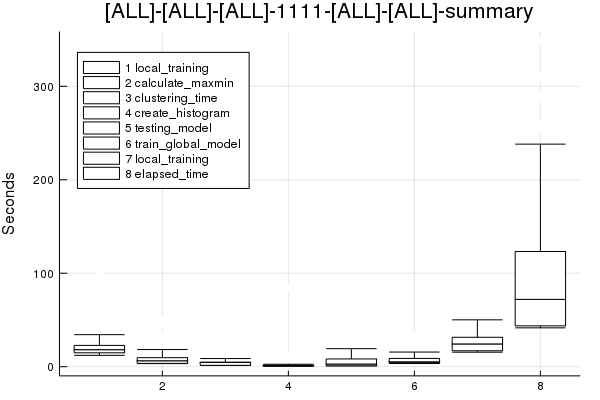 [ALL]-[ALL]-[ALL]-1111-[ALL]-[ALL]-summary
Seconds
300
200
100
0
1 local_training
2 calculate_maxmin
3 clustering_time
4 create_histogram
5 testing_model
6 train_global_model
7 local_training
8 elapsed_time
2 4 6 8